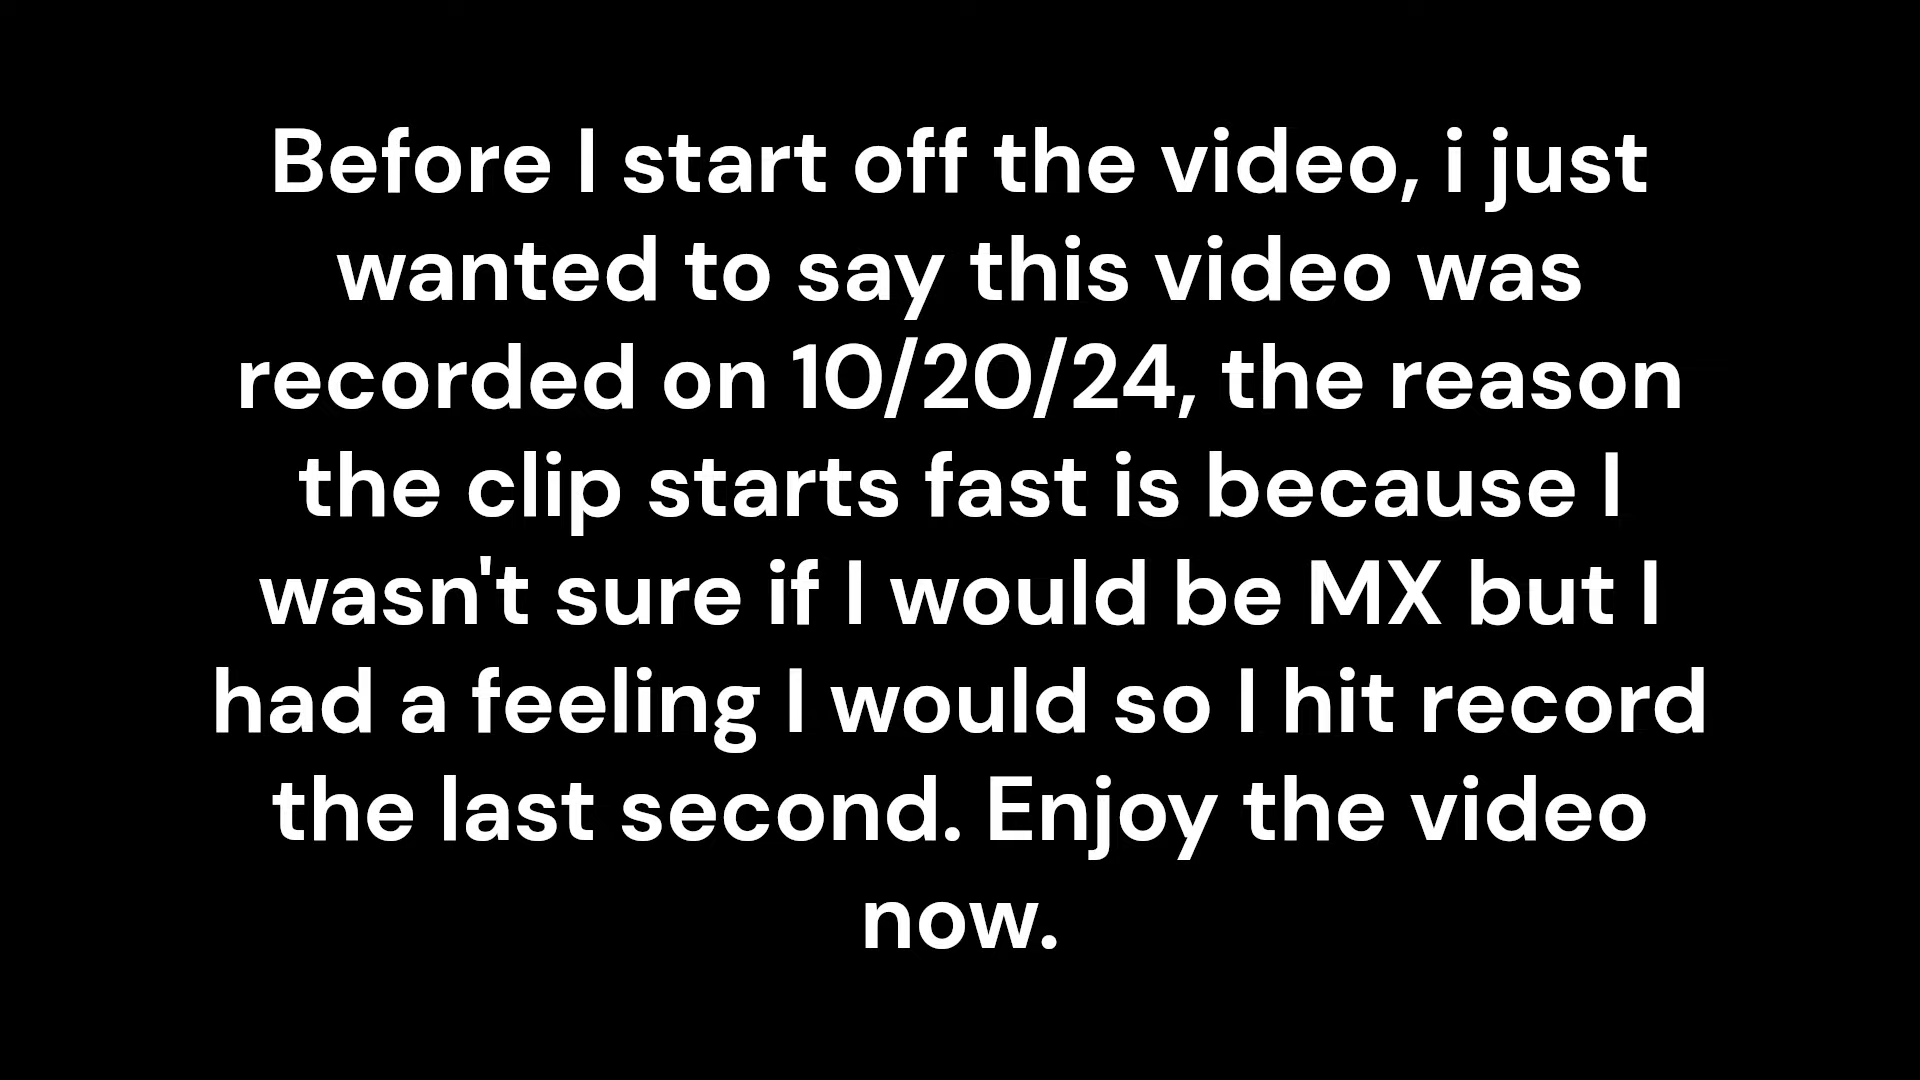 Before I start off the video, i just
wanted to say this video was
recorded on 10/20/24, the reason
the clip starts fast is because I
wasn't sure if I would be MX but I
had a feeling I would so I hit record
the last second. Enjoy the video
now.